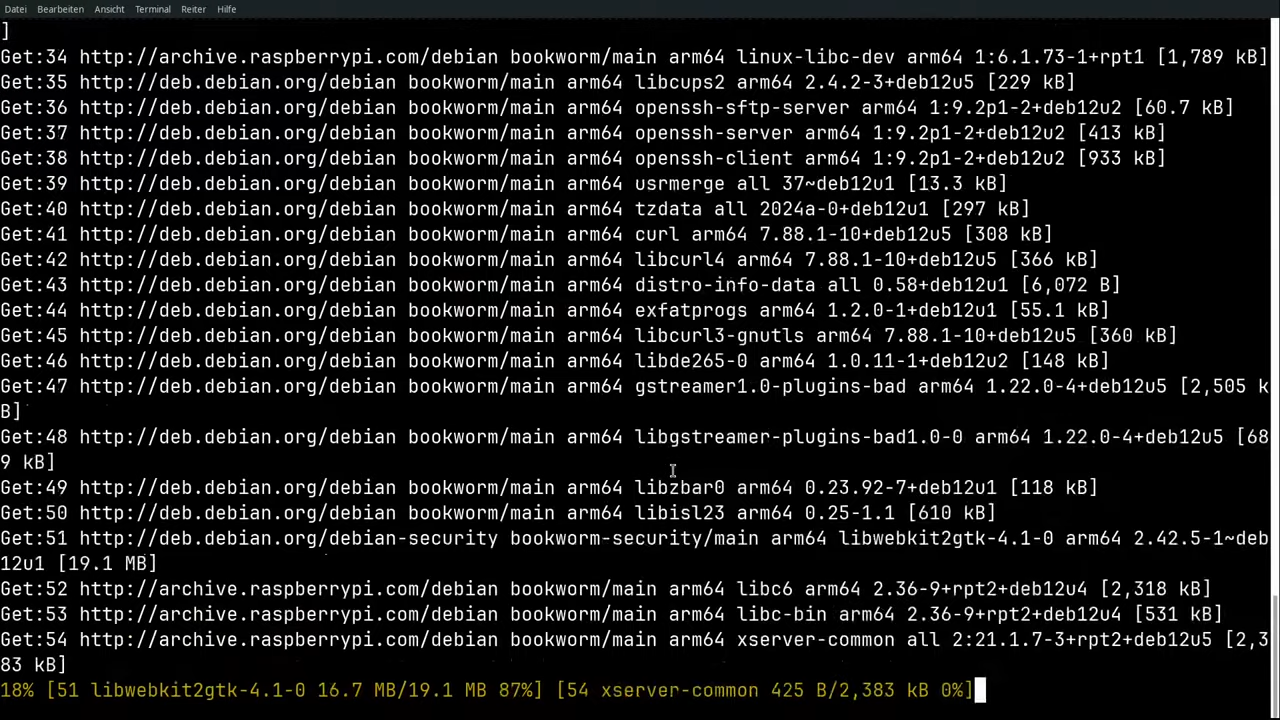 Datei Bearbeiten Ansicht Terminal Reiter Hilfe
]
Get:34 http://archive.raspberrypi.com/debian bookworm/main arm64 linux-libc-dev arm64 1:6.1.73-1+rpt1 [1,789 kB]
Get:35 http://deb.debian.org/debian bookworm/main arm64 libcups2 arm64 2.4.2-3+deb12u5 [229 kB]
Get:36 http://deb.debian.org/debian bookworm/main arm64 openssh-sftp-server arm64 1:9.2p1-2+deb12u2 [60.7 kB]
Get:37 http://deb.debian.org/debian bookworm/main arm64 openssh-server arm64 1:9.2p1-2+deb12u2 [413 kB]
Get:38 http://deb.debian.org/debian bookworm/main arm64 openssh-client arm64 1:9.2p1-2+deb12u2 [933 kB]
Get:39 http://deb.debian.org/debian bookworm/main arm64 usrmerge all 37~deb12u1 [13.3 kB]
Get:40 http://deb.debian.org/debian bookworm/main arm64 tzdata all 2024a-0+deb12u1 [297 kB]
Get:41 http://deb.debian.org/debian bookworm/main arm64 curl arm64 7.88.1-10+deb12u5 [308 kB]
Get:42 http://deb.debian.org/debian bookworm/main arm64 libcurl4 arm64 7.88.1-10+deb12u5 [366 kB]
Get:43 http://deb.debian.org/debian bookworm/main arm64 distro-info-data all 0.58+deb12u1 [6,072 B]
Get:44 http://deb.debian.org/debian bookworm/main arm64 exfatprogs arm64 1.2.0-1+deb12u1 [55.1 kB]
Get:45 http://deb.debian.org/debian bookworm/main arm64 libcurl3-gnutls arm64 7.88.1-10+deb12u5 [360 kB]
Get:46 http://deb.debian.org/debian bookworm/main arm64 libde265-0 arm64 1.0.11-1+deb12u2 [148 kB]
Get:47 http://deb.debian.org/debian bookworm/main arm64 gstreamer1.0-plugins-bad arm64 1.22.0-4+deb12u5 [2,505 k
B]
Get:48 http://deb.debian.org/debian bookworm/main arm64 libgstreamer-plugins-bad1.0-0 arm64 1.22.0-4+deb12u5 [68
9 kB]
Get:49 http://deb.debian.org/debian bookworm/main arm64 libzbar0 arm64 0.23.92-7+deb12u1 [118 kB]
Get:50 http://deb.debian.org/debian bookworm/main arm64 libisl23 arm64 0.25-1.1 [610 kB]
Get:51 http://deb.debian.org/debian-security bookworm-security/main arm64 libwebkit2gtk-4.1-0 arm64 2.42.5-1~deb
12u1 [19.1 MB]
Get:52 http://archive.raspberrypi.com/debian bookworm/main arm64 libc6 arm64 2.36-9+rpt2+deb12u4 [2,318 kB]
Get:53 http://archive.raspberrypi.com/debian bookworm/main arm64 libc-bin arm64 2.36-9+rpt2+deb12u4 [531 kB]
Get:54 http://archive.raspberrypi.com/debian bookworm/main arm64 xserver-common all 2:21.1.7-3+rpt2+deb12u5 [2,3
83 kB]
18% [51 libwebkit2gtk-4.1-0 16.7 MB/19.1 MB 87%] [54 xserver-common 425 B/2,383 kB 0%]